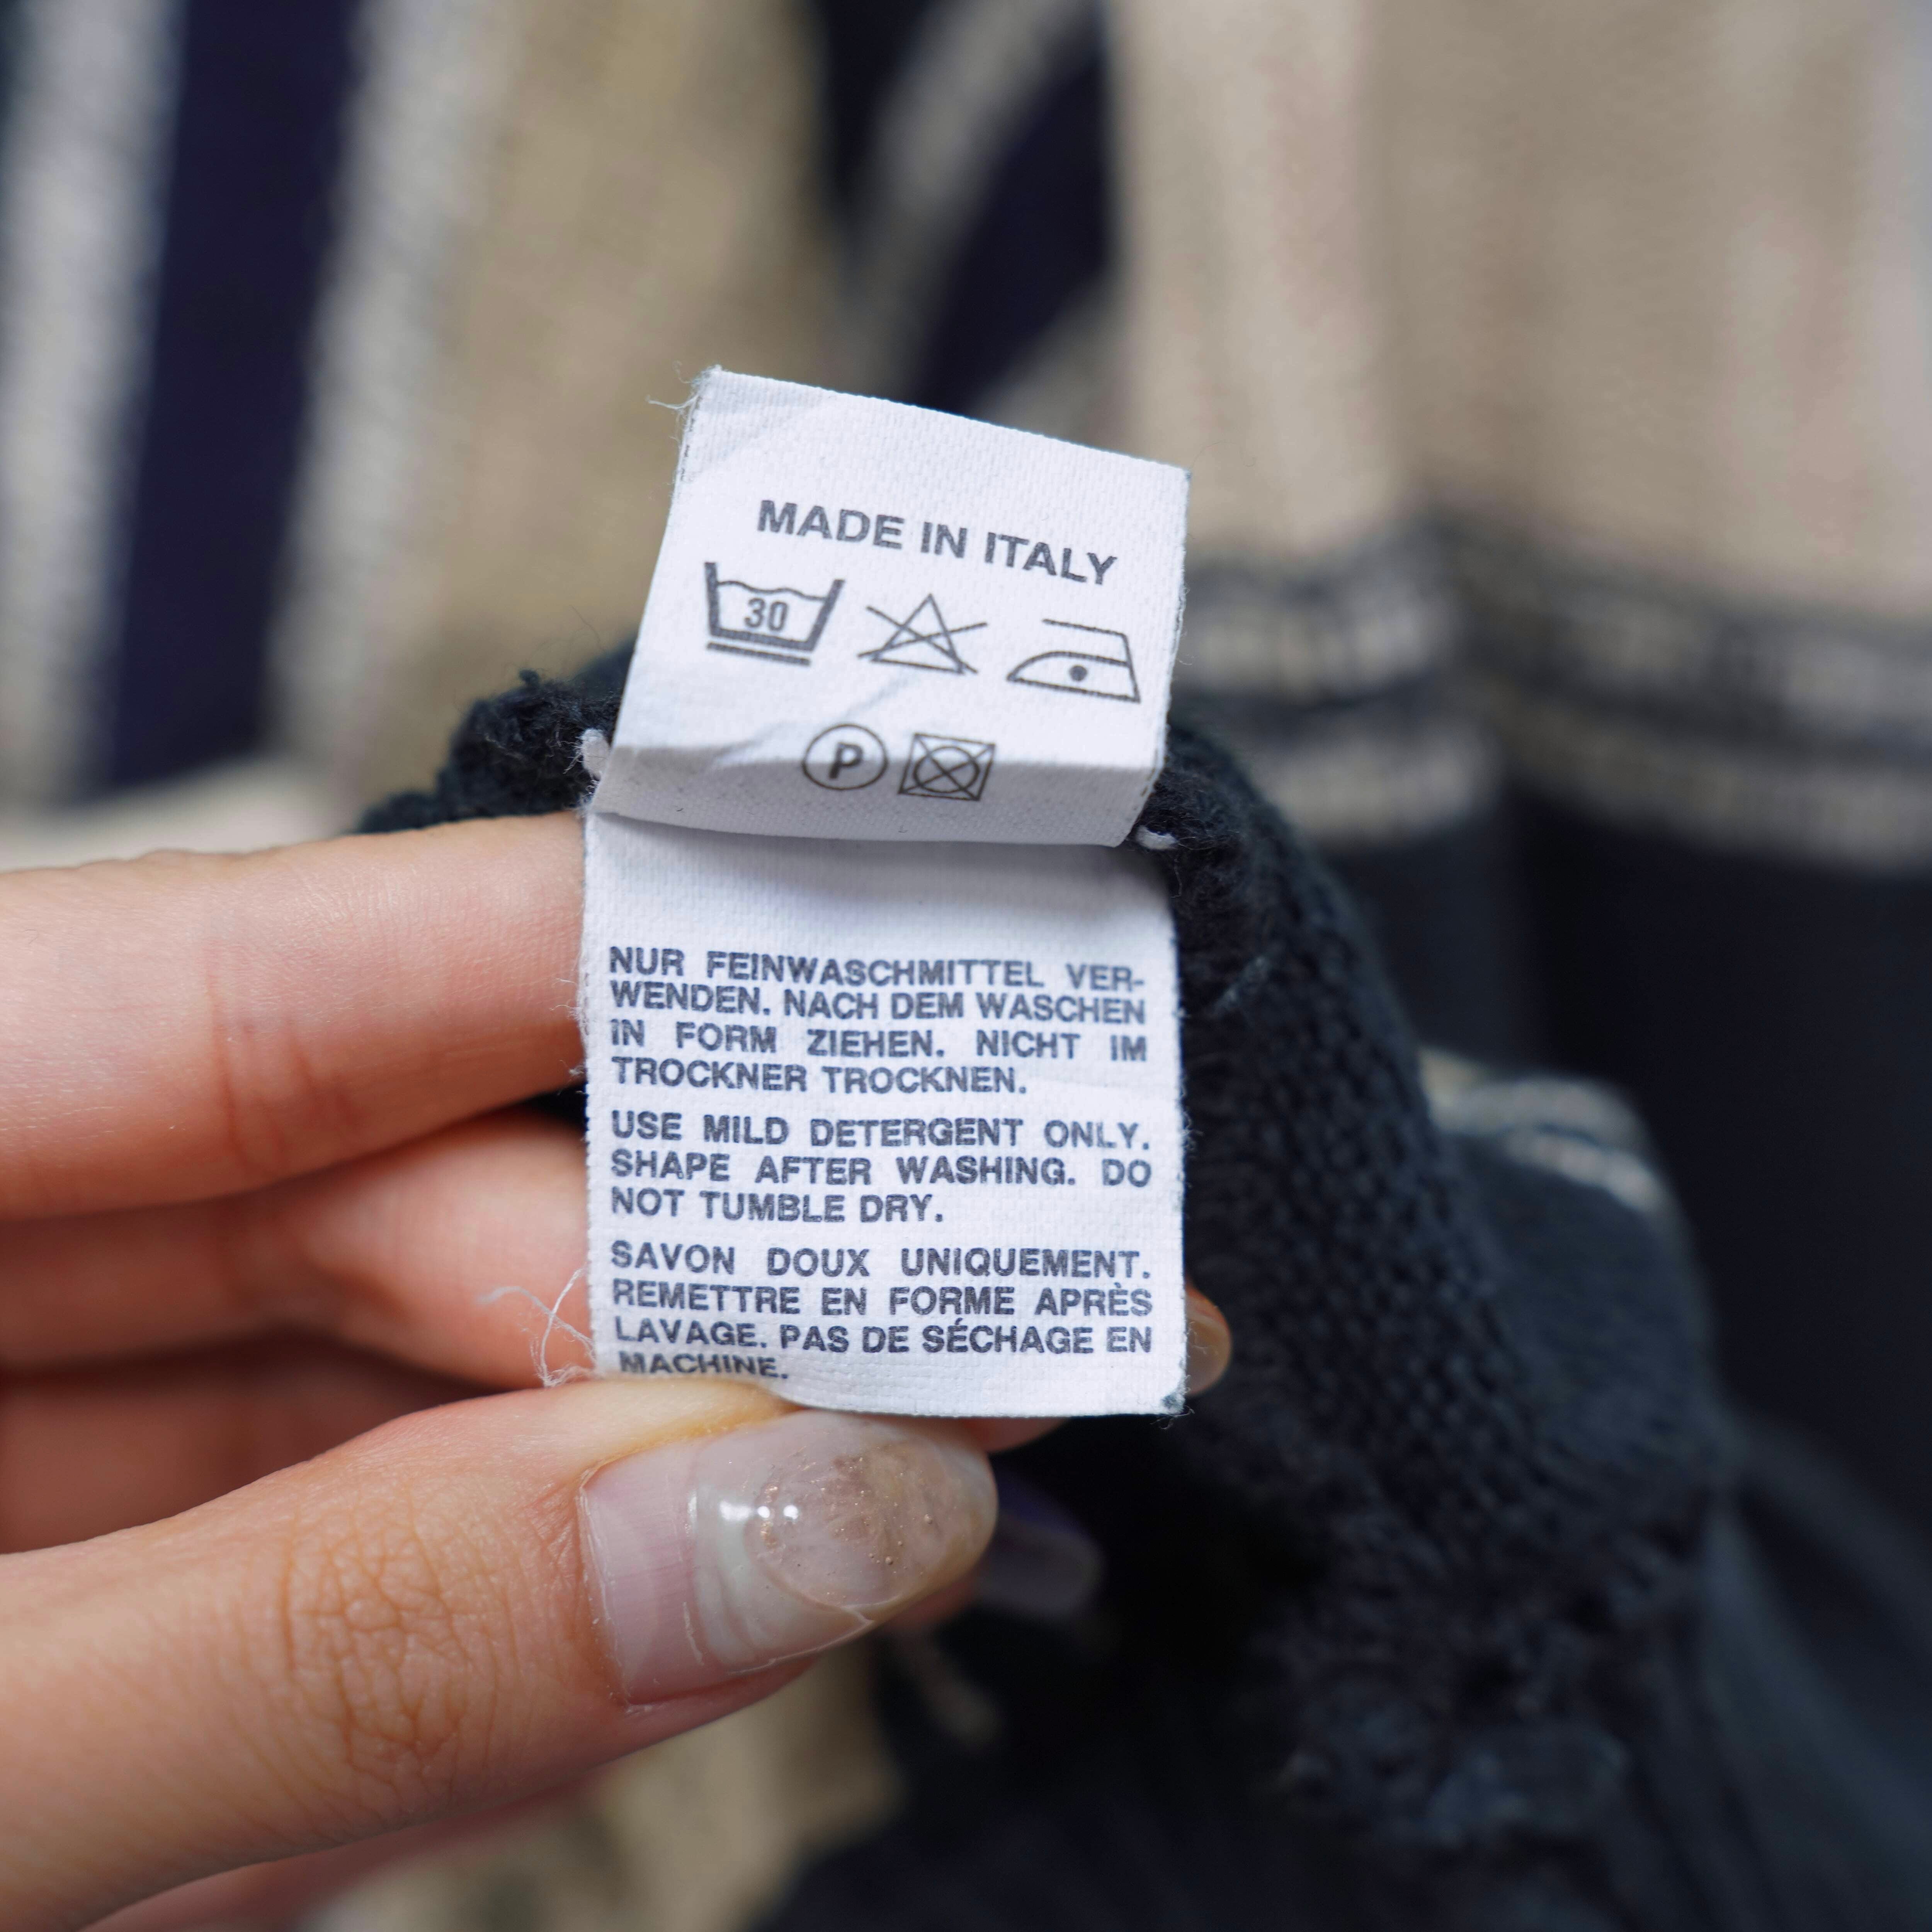 MADE IN ITALY
30
P
NUR FEINWASCHMITTEL VER-
WENDEN. NACH DEM WASCHEN
IN FORM ZIEHEN. NICHT IM
TROCKNER TROCKNEN.
USE MILD DETERGENT ONLY.
SHAPE AFTER WASHING. DO
NOT TUMBLE DRY.
SAVON DOUX UNIQUEMENT.
REMETTRE EN FORME APRÈS
LAVAGE. PAS DE SÉCHAGE EN
MACHINE.